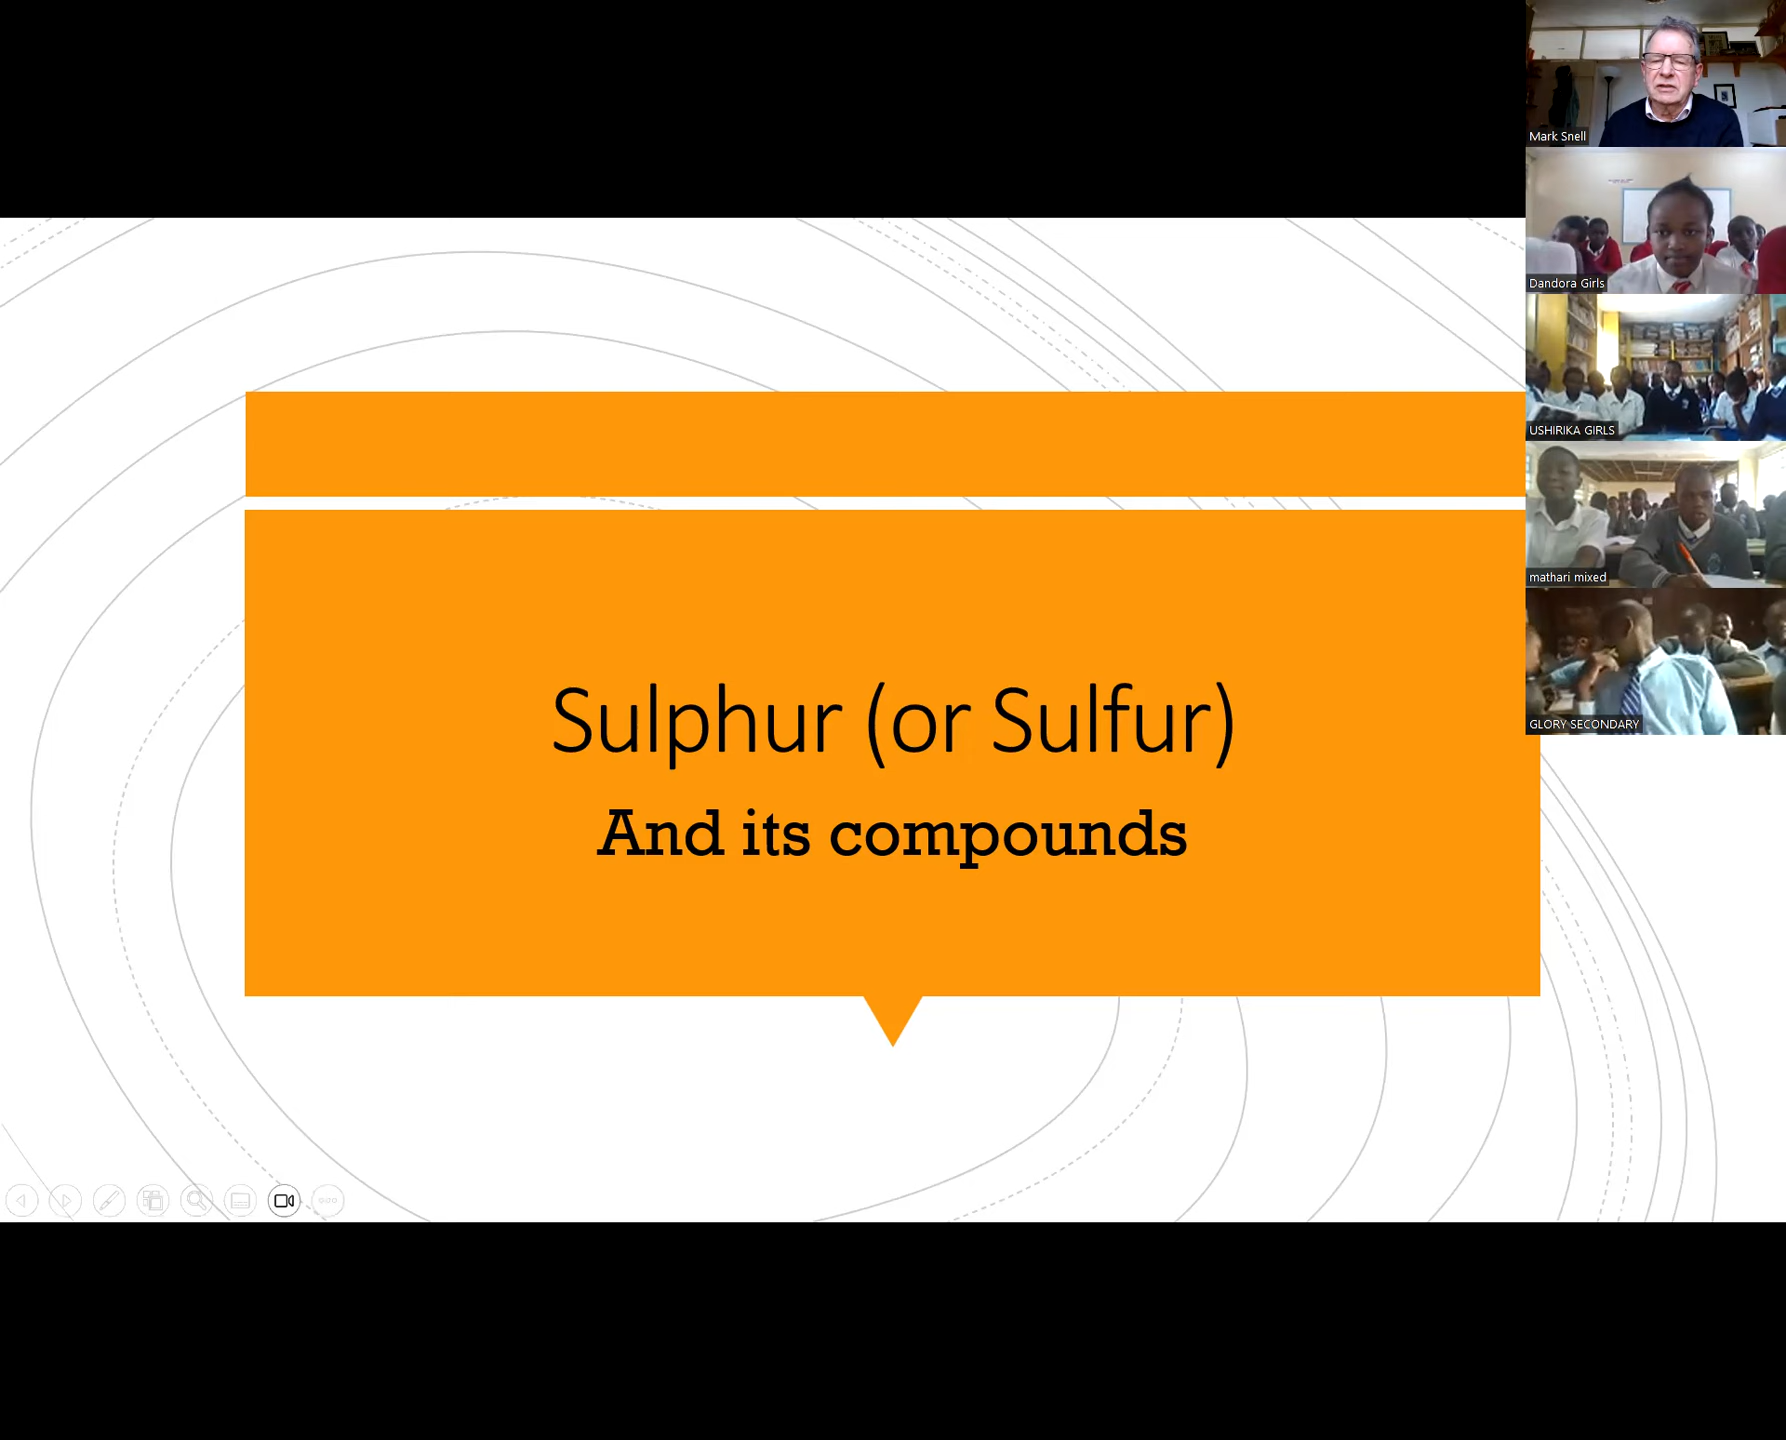 Mark Snell
Dandora Girls
USHIRIKA GIRLS
mathari mixed
GLORY SECONDARY
Sulphur (or Sulfur)
And its compounds